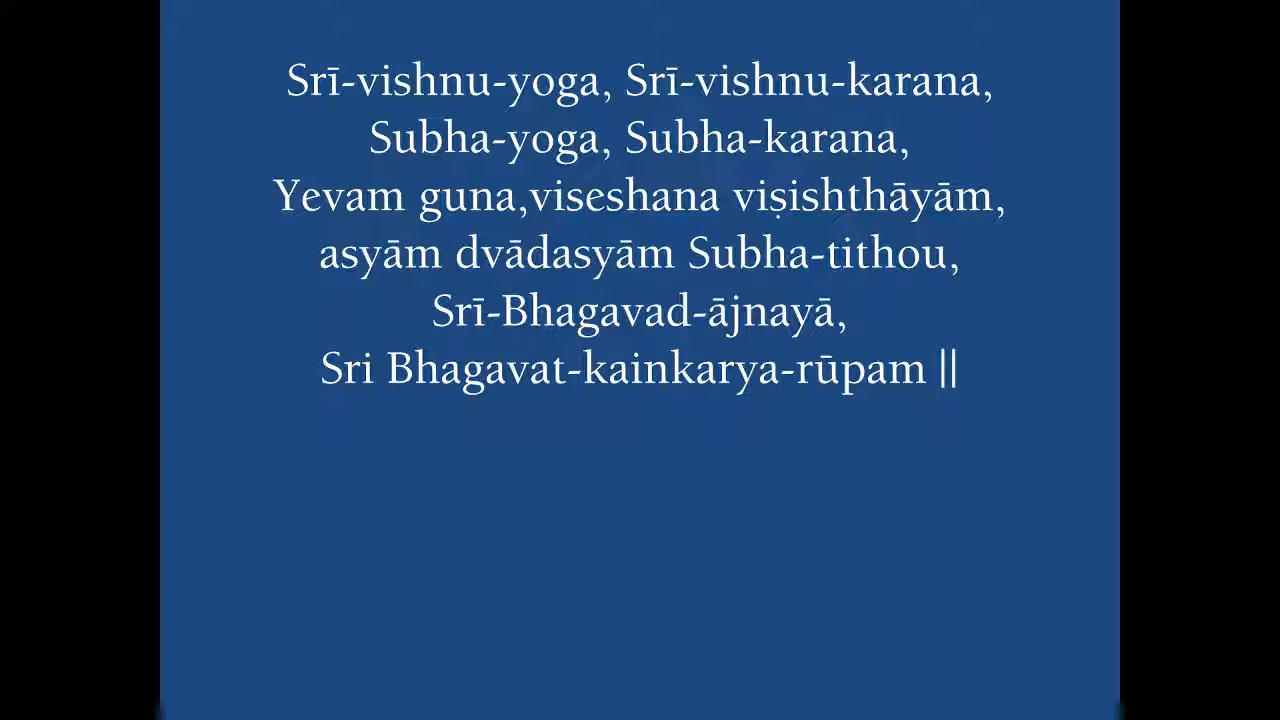 Srī-vishnu-yoga, Srī-vishnu-karana,
Subha-yoga, Subha-karana,
Yevam guna,viseshana viṣishthāyām,
asyām dvādasyām Subha-tithou,
Srī-Bhagavad-ājnayā,
Sri Bhagavat-kainkarya-rūpam ||